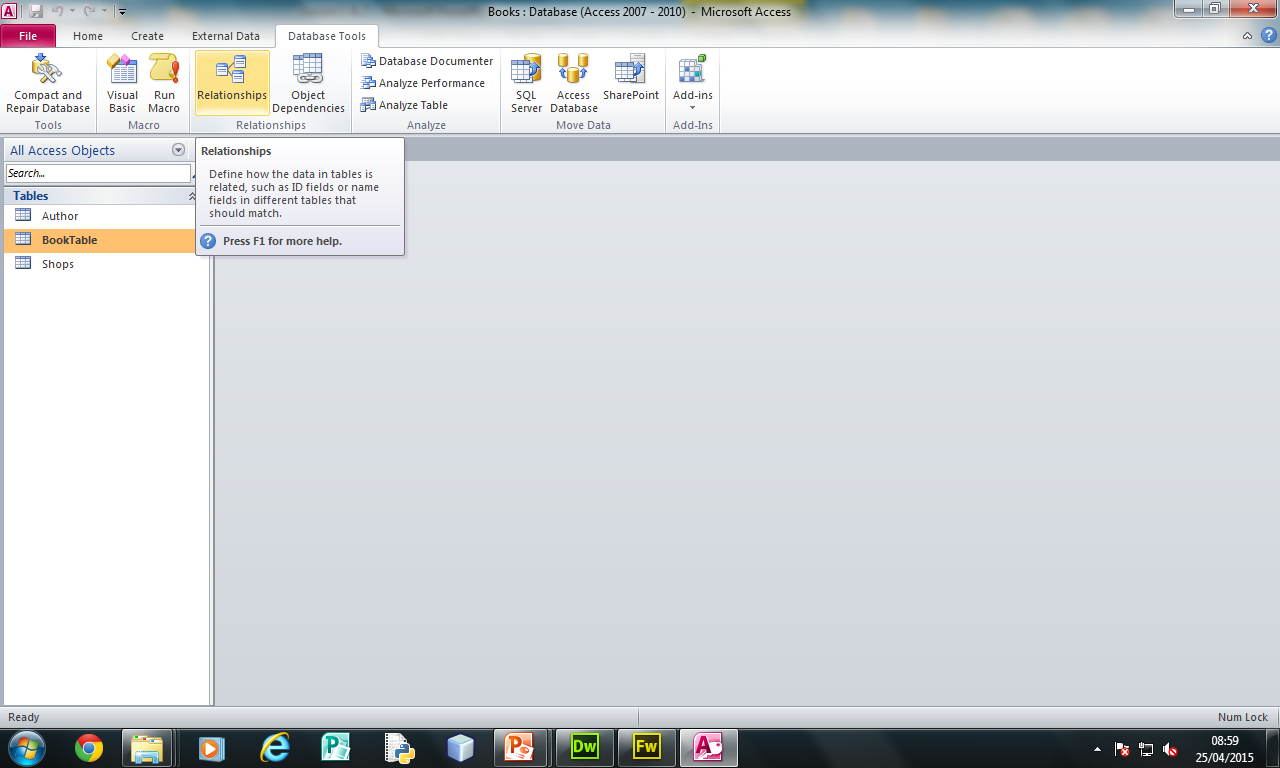 Books : Database (Access 2007 - 2010) - Microsoft Access
File Home Create External Data Database Tools
Compact and Repair Database
Visual Basic
Run Macro
Relationships
Object Dependencies
Database Documenter
Analyze Performance
Analyze Table
SQL Server
Access Database
SharePoint
Add-ins
Tools Macro Relationships Analyze Move Data Add-Ins
All Access Objects
Search...
Tables
Author
BookTable
Shops
Relationships
Define how the data in tables is
related, such as ID fields or name
fields in different tables that
should match.
Press F1 for more help.
Ready
Num Lock
Dw
Fw
08:59
25/04/2015